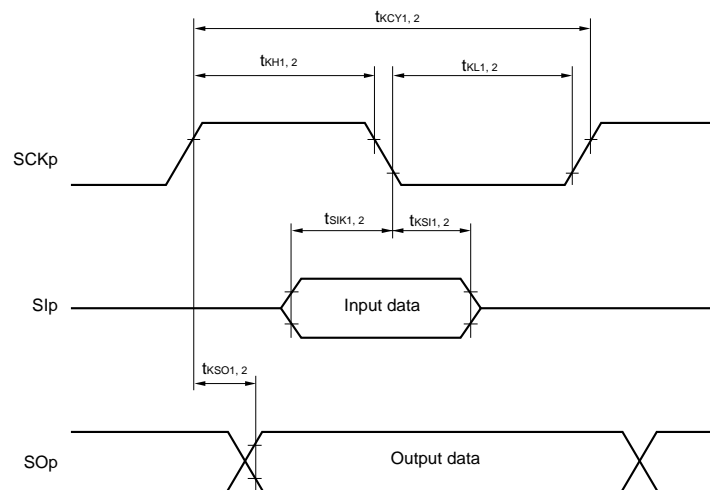 tKCY1, 2
tKH1, 2
tKL1, 2
SCKp
tSIK1, 2
tKSI1, 2
SIp
Input data
tKSO1, 2
SOp
Output data